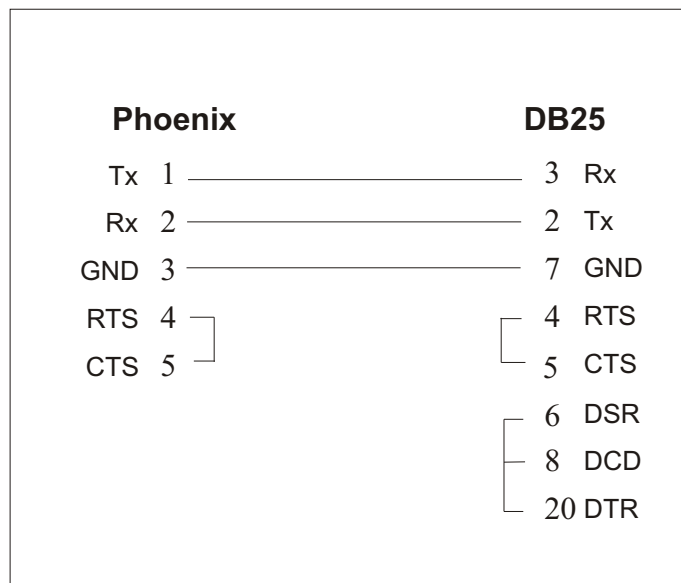 Phoenix DB25
Tx 1 3 Rx
Rx 2 2 Tx
GND 3 7 GND
RTS 4 4 RTS
CTS 5 5 CTS
6 DSR
8 DCD
20 DTR